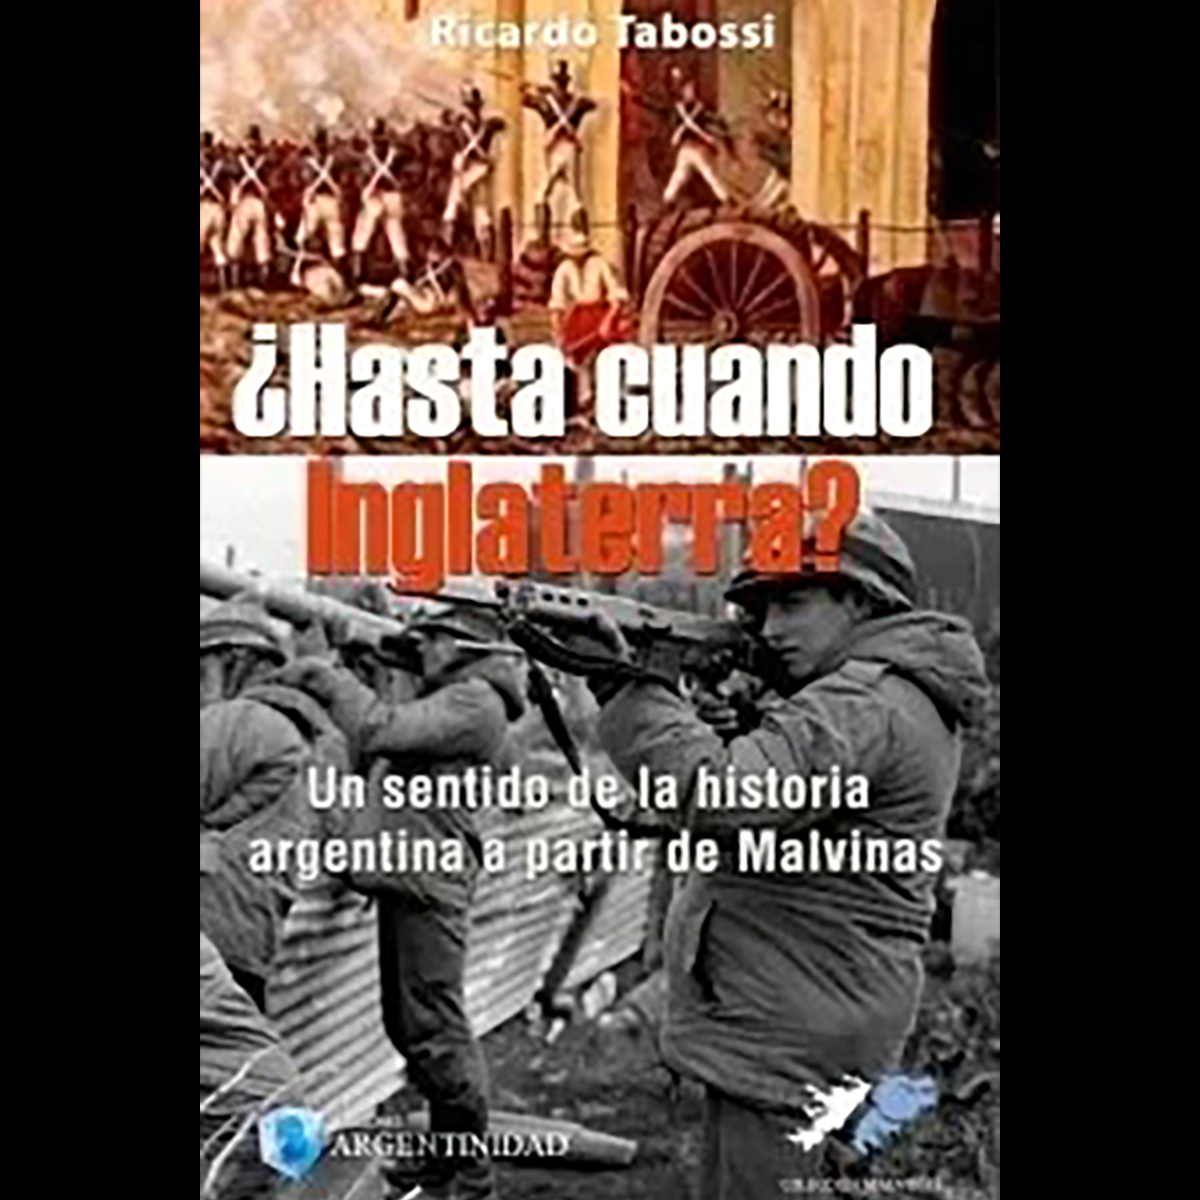 Ricardo Tabossi
¿Hasta cuando
Inglaterra?
Un sentido de la historia
argentina a partir de Malvinas
ARGENTINIDAD